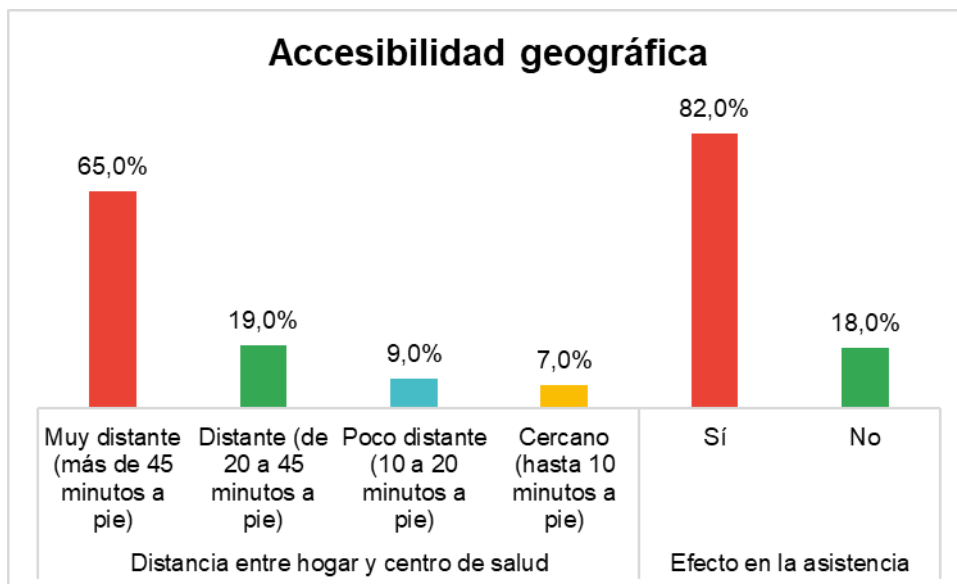 Accesibilidad geográfica
65,0%
19,0%
9,0%
7,0%
82,0%
18,0%
Muy distante
(más de 45
minutos a
pie)
Distante (de
20 a 45
minutos a
pie)
Poco distante
(10 a 20
minutos a
pie)
Cercano
(hasta 10
minutos a
pie)
Sí
No
Distancia entre hogar y centro de salud
Efecto en la asistencia